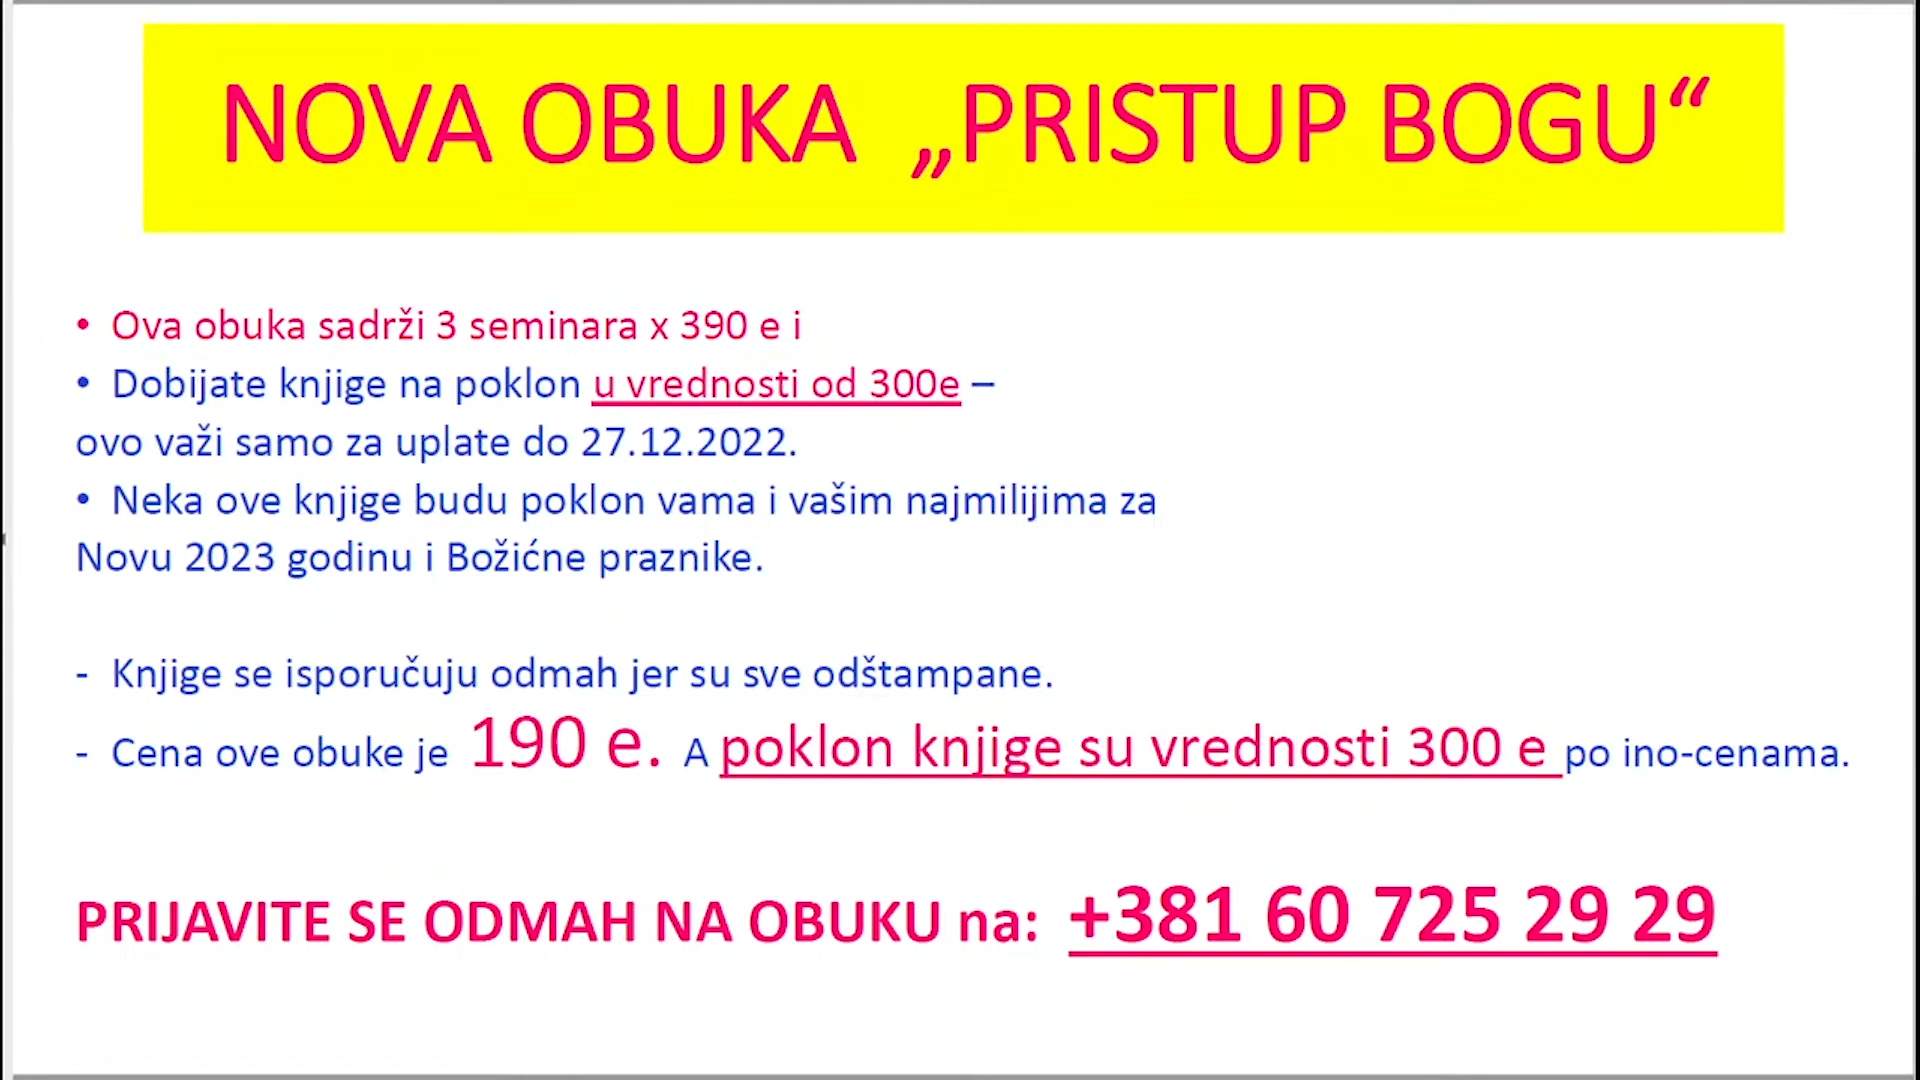 NOVA OBUKA „PRISTUP BOGU“
• Ova obuka sadrži 3 seminara x 390 e i
• Dobijate knjige na poklon u vrednosti od 300e –
ovo važi samo za uplate do 27.12.2022.
• Neka ove knjige budu poklon vama i vašim najmilijima za
Novu 2023 godinu i Božićne praznike.
- Knjige se isporučuju odmah jer su sve odštampane.
- Cena ove obuke je 190 e. A poklon knjige su vrednosti 300 e po ino-cenama.
PRIJAVITE SE ODMAH NA OBUKU na: +381 60 725 29 29